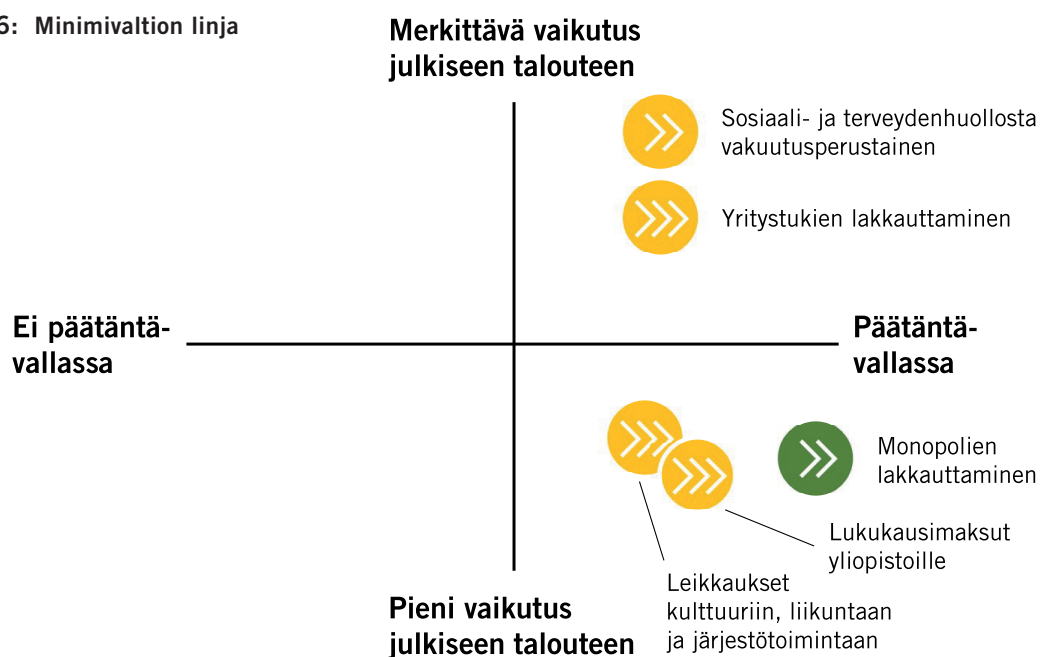 6: Minimivaltion linja
Merkittävä vaikutus
julkiseen talouteen
Sosiaali- ja terveydenhuollosta
vakuutusperustainen
Yritystukien lakkauttaminen
Ei päätäntä-
vallassa
Päätäntä-
vallassa
Monopolien
lakkauttaminen
Lukukausimaksut
yliopistoille
Leikkaukset
kulttuuriin, liikuntaan
ja järjestötoimintaan
Pieni vaikutus
julkiseen talouteen